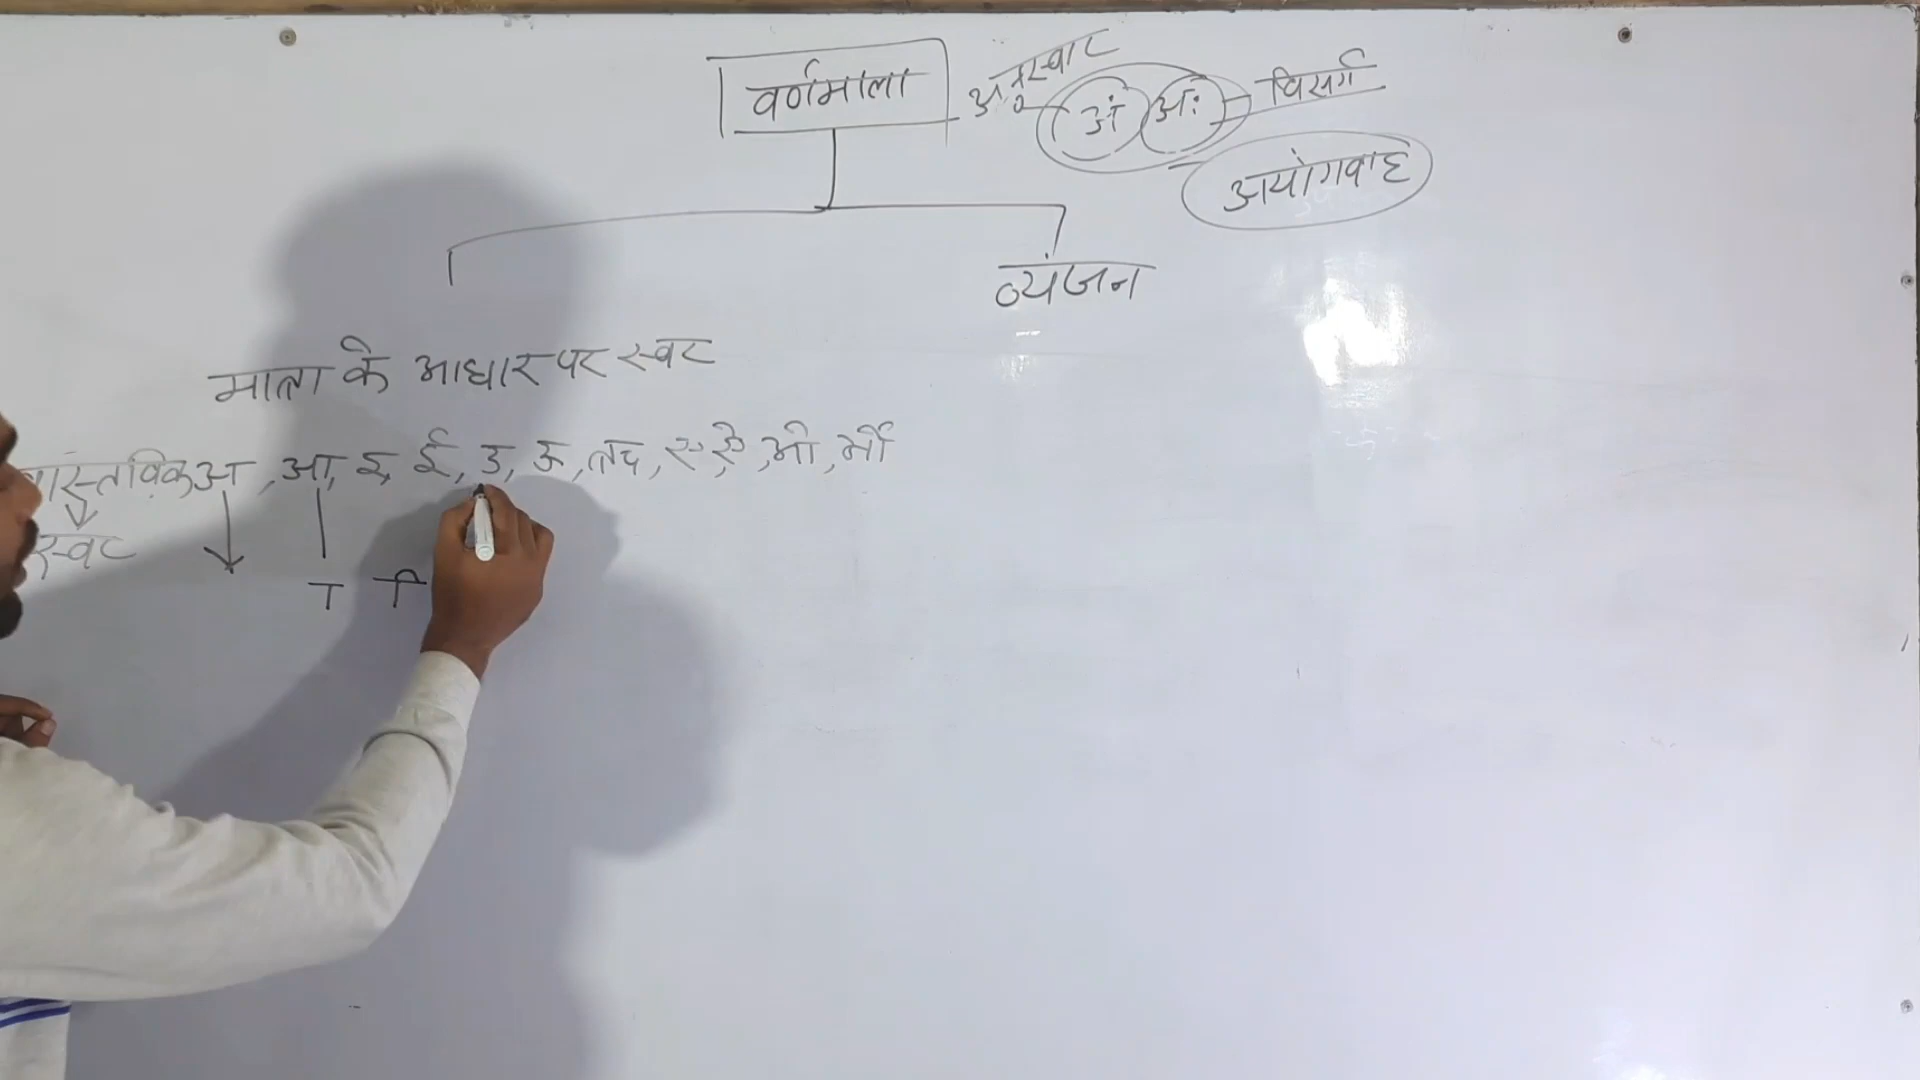 वर्णमाला
अनुस्वार अं अः विसर्ग
अयोगवाह
व्यंजन
मात्रा के आधार पर स्वर
वास्तविक अ, आ, इ, ई, उ, ऊ, ऋ, ए, ऐ, ओ, औ
स्वर
ा ि